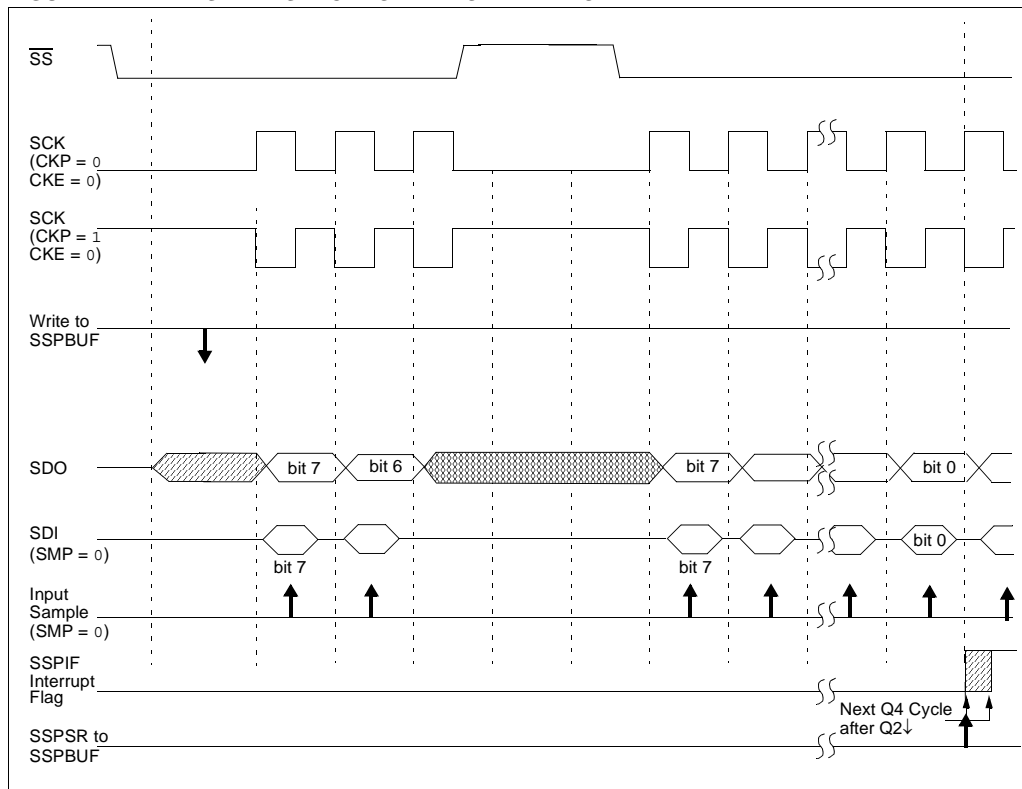 SS
SCK
(CKP = 0
CKE = 0)
SCK
(CKP = 1
CKE = 0)
Write to
SSPBUF
SDO
bit 7
bit 6
bit 7
bit 0
SDI
(SMP = 0)
bit 7
bit 7
bit 0
Input
Sample
(SMP = 0)
SSPIF
Interrupt
Flag
Next Q4 Cycle
after Q2↓
SSPSR to
SSPBUF